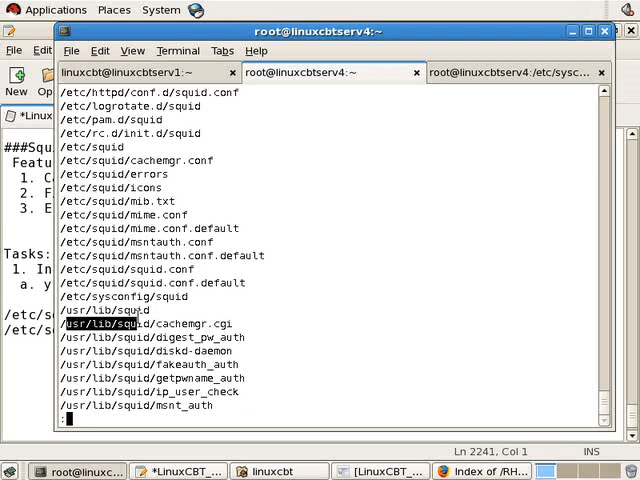 Applications Places System
root@linuxcbtserv4:~
File Edit View Terminal Tabs Help
linuxcbt@linuxcbtserv1:~ root@linuxcbtserv4:~ root@linuxcbtserv4:/etc/sysc...
File
New Op
*Linux
/etc/httpd/conf.d/squid.conf
/etc/logrotate.d/squid
/etc/pam.d/squid
/etc/rc.d/init.d/squid
/etc/squid
/etc/squid/cachemgr.conf
/etc/squid/errors
/etc/squid/icons
/etc/squid/mib.txt
/etc/squid/mime.conf
/etc/squid/mime.conf.default
/etc/squid/msntauth.conf
/etc/squid/msntauth.conf.default
/etc/squid/squid.conf
/etc/squid/squid.conf.default
/etc/sysconfig/squid
/usr/lib/squid
/usr/lib/squid/cachemgr.cgi
/usr/lib/squid/digest_pw_auth
/usr/lib/squid/diskd-daemon
/usr/lib/squid/fakeauth_auth
/usr/lib/squid/getpwname_auth
/usr/lib/squid/ip_user_check
/usr/lib/squid/msnt_auth
:
###Squ
Featu
1. Ca
2. F
3. E
Tasks:
1. In
a. y
/etc/sc
/etc/sc
Ln 2241, Col 1 INS
root@linuxc... *LinuxCBT_... linuxcbt [LinuxCBT_... Index of /RH...